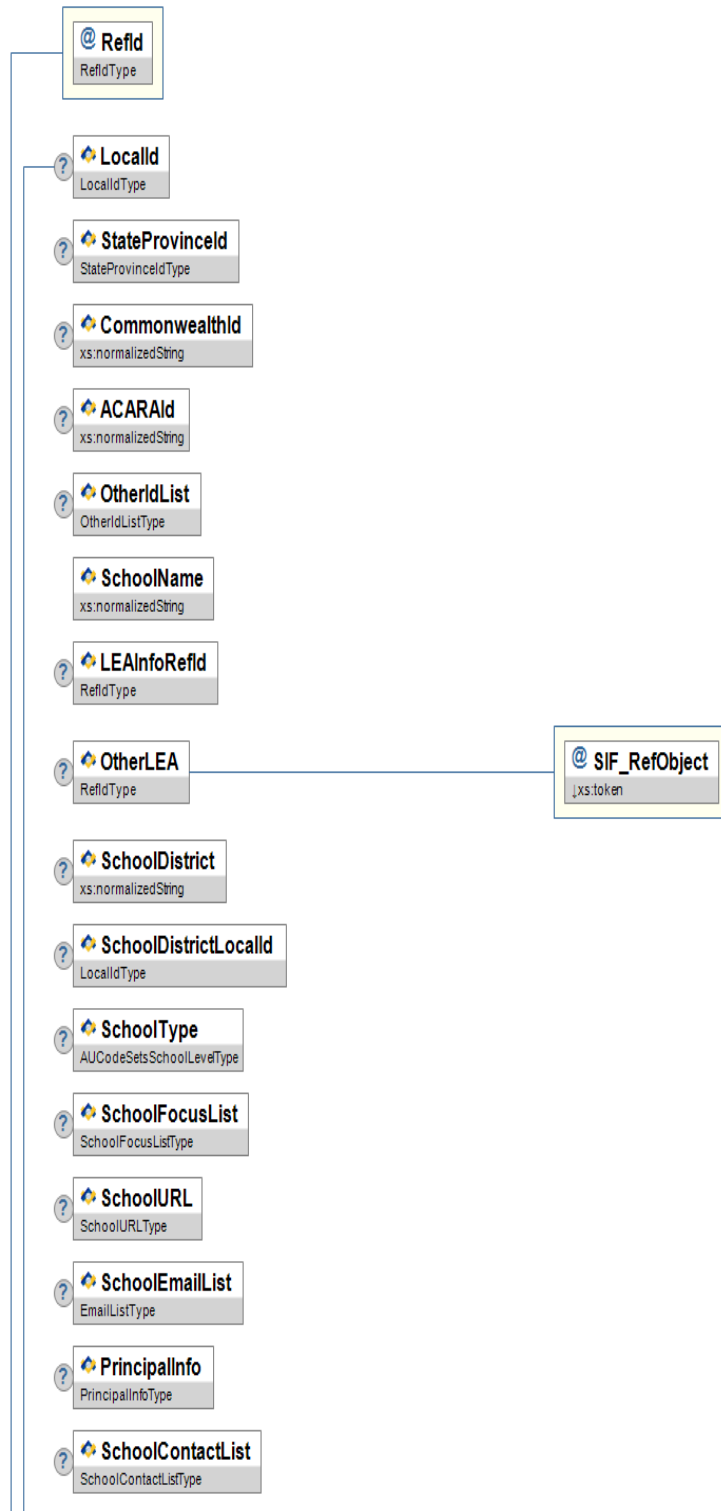 @ RefId
RefIdType
? LocalId
LocalIdType
? StateProvinceId
StateProvinceIdType
? CommonwealthId
xs:normalizedString
? ACARAId
xs:normalizedString
? OtherIdList
OtherIdListType
SchoolName
xs:normalizedString
? LEAInfoRefId
RefIdType
? OtherLEA
RefIdType
@ SIF_RefObject
↓xs:token
? SchoolDistrict
xs:normalizedString
? SchoolDistrictLocalId
LocalIdType
? SchoolType
AUCodeSetsSchoolLevelType
? SchoolFocusList
SchoolFocusListType
? SchoolURL
SchoolURLType
? SchoolEmailList
EmailListType
? PrincipalInfo
PrincipalInfoType
? SchoolContactList
SchoolContactListType